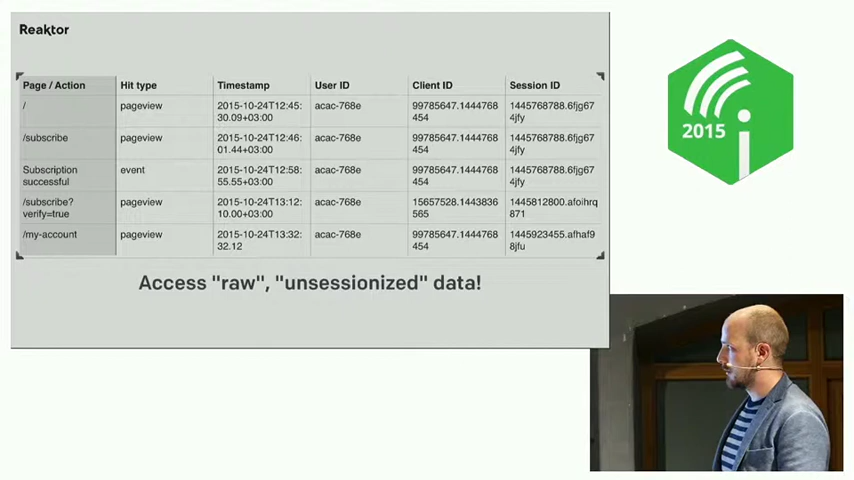 Reaktor
Page / Action Hit type Timestamp User ID Client ID Session ID
/ pageview 2015-10-24T12:45: acac-768e 99785647.1444768 1445768788.6fjg67
30.09+03:00 454 4jfy
/subscribe pageview 2015-10-24T12:46: acac-768e 99785647.1444768 1445768788.6fjg67
01.44+03:00 454 4jfy
Subscription event 2015-10-24T12:58: acac-768e 99785647.1444768 1445768788.6fjg67
successful 55.55+03:00 454 4jfy
/subscribe? pageview 2015-10-24T13:12: acac-768e 15657528.1443836 1445812800.afoihrq
verify=true 10.00+03:00 565 871
/my-account pageview 2015-10-24T13:32: acac-768e 99785647.1444768 1445923455.afhaf9
32.12 454 8jfu
Access "raw", "unsessionized" data!
2015